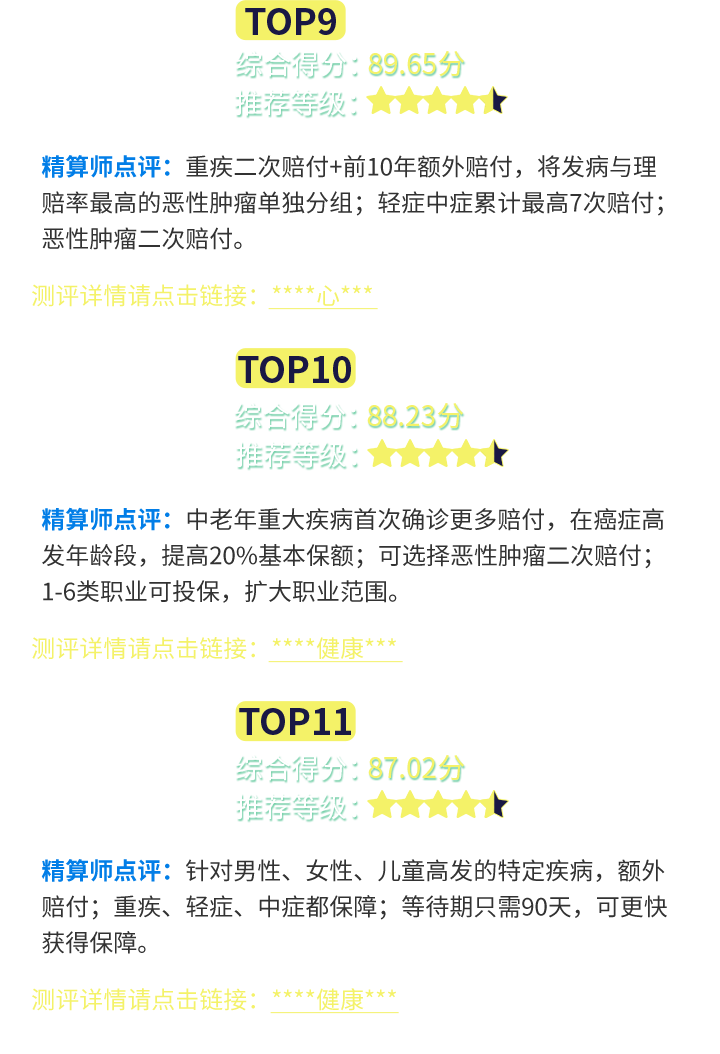 TOP9
综合得分：89.65分
推荐等级：
精算师点评：重疾二次赔付+前10年额外赔付，将发病与理
赔率最高的恶性肿瘤单独分组；轻症中症累计最高7次赔付；
恶性肿瘤二次赔付。
测评详情请点击链接：****心***
TOP10
综合得分：88.23分
推荐等级：
精算师点评：中老年重大疾病首次确诊更多赔付，在癌症高
发年龄段，提高20%基本保额；可选择恶性肿瘤二次赔付；
1-6类职业可投保，扩大职业范围。
测评详情请点击链接：****健康***
TOP11
综合得分：87.02分
推荐等级：
精算师点评：针对男性、女性、儿童高发的特定疾病，额外
赔付；重疾、轻症、中症都保障；等待期只需90天，可更快
获得保障。
测评详情请点击链接：****健康***